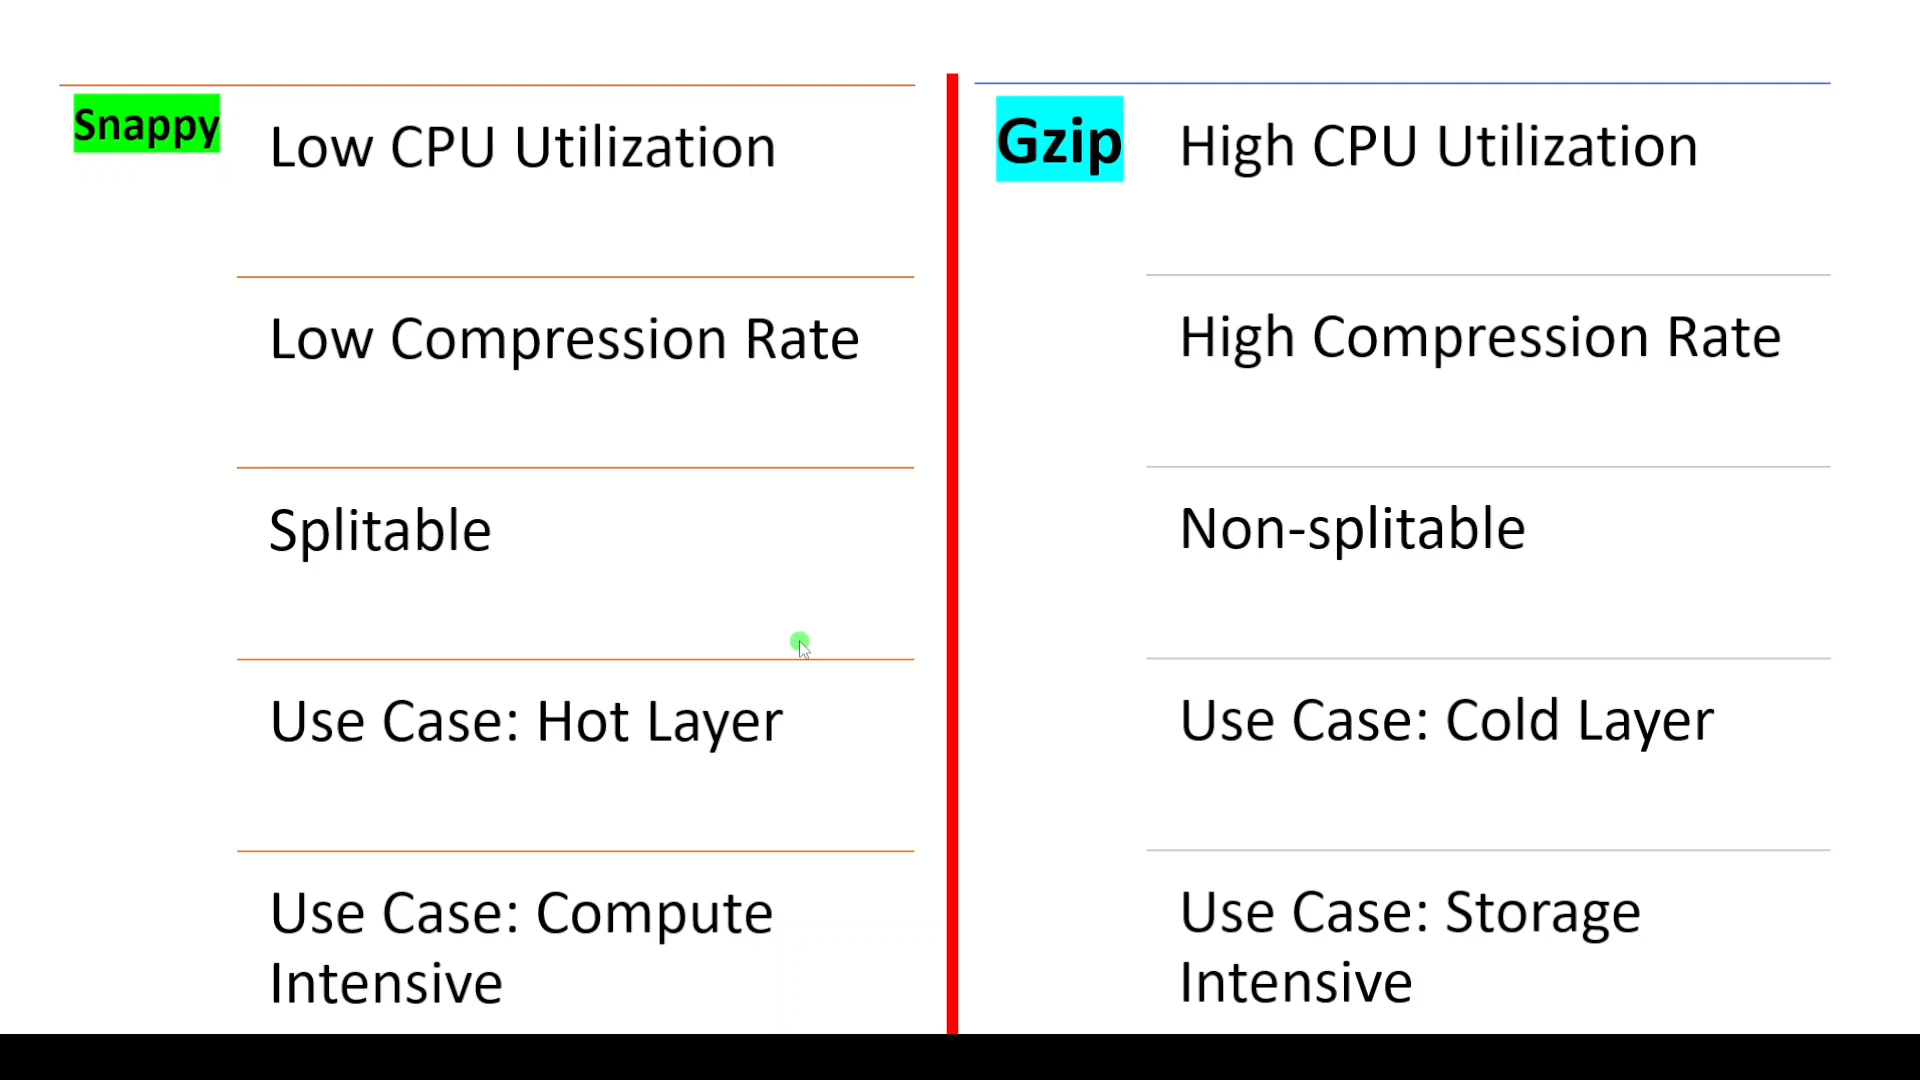 Snappy
Low CPU Utilization
Low Compression Rate
Splitable
Use Case: Hot Layer
Use Case: Compute
Intensive
Gzip
High CPU Utilization
High Compression Rate
Non-splitable
Use Case: Cold Layer
Use Case: Storage
Intensive